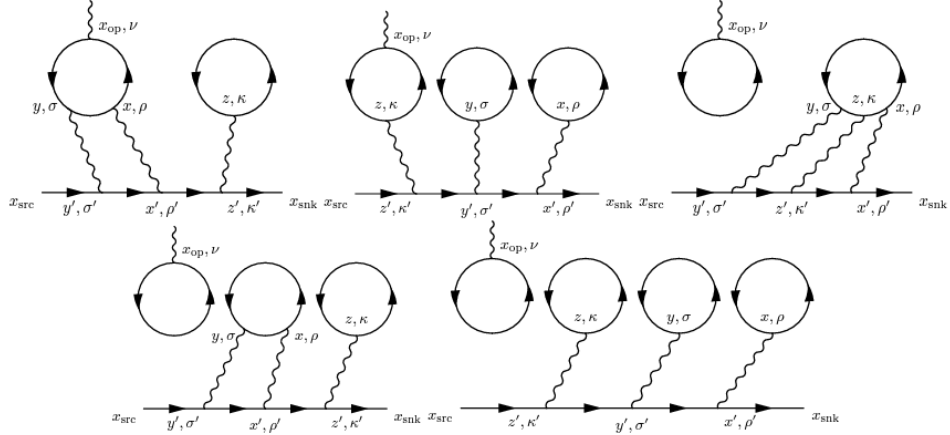 x_op, ν
y, σ x, ρ z, κ
x_src y′, σ′ x′, ρ′ z′, κ′ x_snk
x_op, ν
z, κ y, σ x, ρ
x_src z′, κ′ y′, σ′ x′, ρ′ x_snk
x_op, ν
y, σ z, κ x, ρ
x_src y′, σ′ z′, κ′ x′, ρ′ x_snk
x_op, ν
y, σ x, ρ z, κ
x_src y′, σ′ x′, ρ′ z′, κ′ x_snk
x_op, ν
z, κ y, σ x, ρ
x_src z′, κ′ y′, σ′ x′, ρ′ x_snk